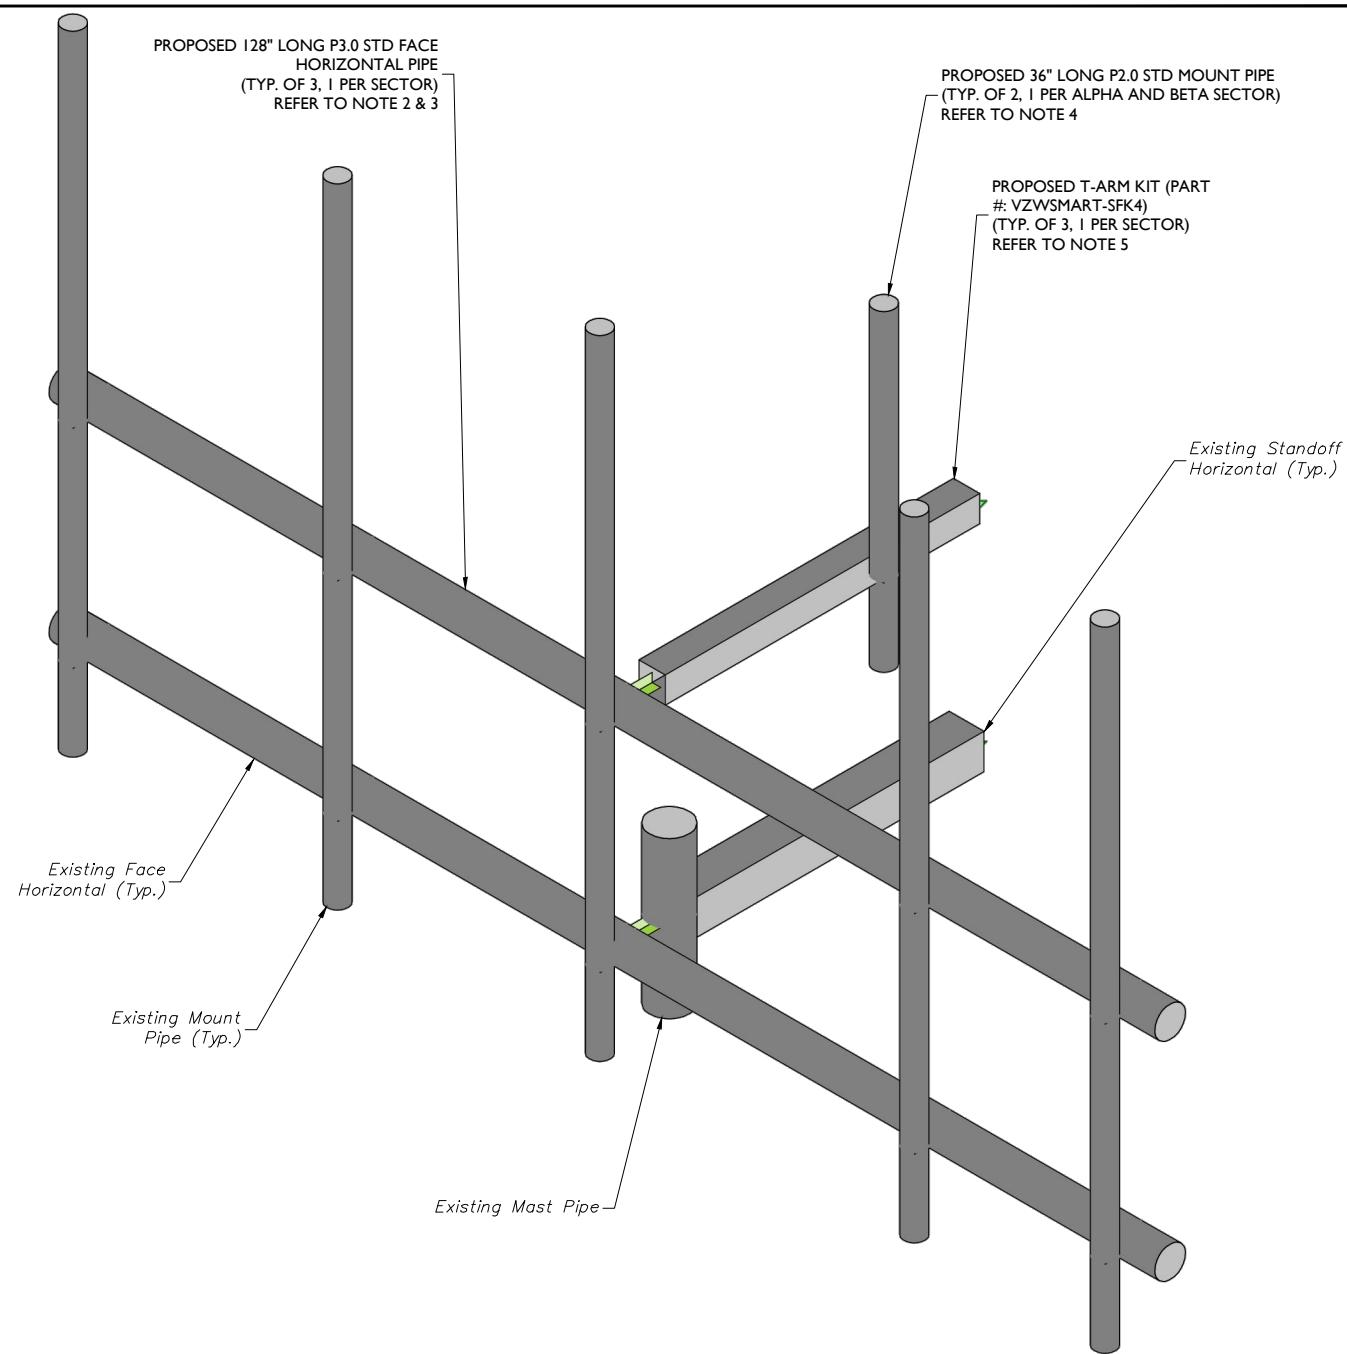 PROPOSED 128" LONG P3.0 STD FACE
HORIZONTAL PIPE
(TYP. OF 3, 1 PER SECTOR)
REFER TO NOTE 2 & 3
PROPOSED 36" LONG P2.0 STD MOUNT PIPE
(TYP. OF 2, 1 PER ALPHA AND BETA SECTOR)
REFER TO NOTE 4
PROPOSED T-ARM KIT (PART
#: VZWSMART-SFK4)
(TYP. OF 3, 1 PER SECTOR)
REFER TO NOTE 5
Existing Standoff
Horizontal (Typ.)
Existing Face
Horizontal (Typ.)
Existing Mount
Pipe (Typ.)
Existing Mast Pipe